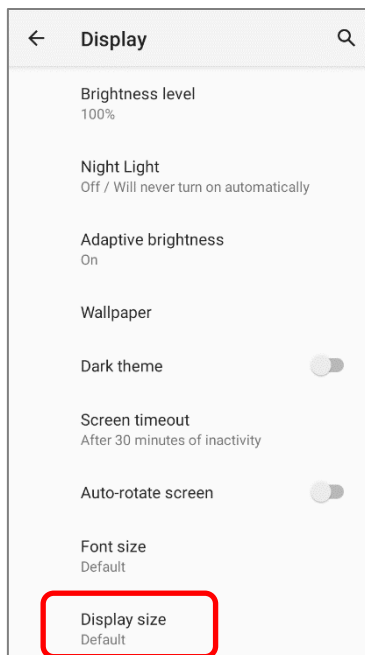 Display
Brightness level
100%
Night Light
Off / Will never turn on automatically
Adaptive brightness
On
Wallpaper
Dark theme
Screen timeout
After 30 minutes of inactivity
Auto-rotate screen
Font size
Default
Display size
Default